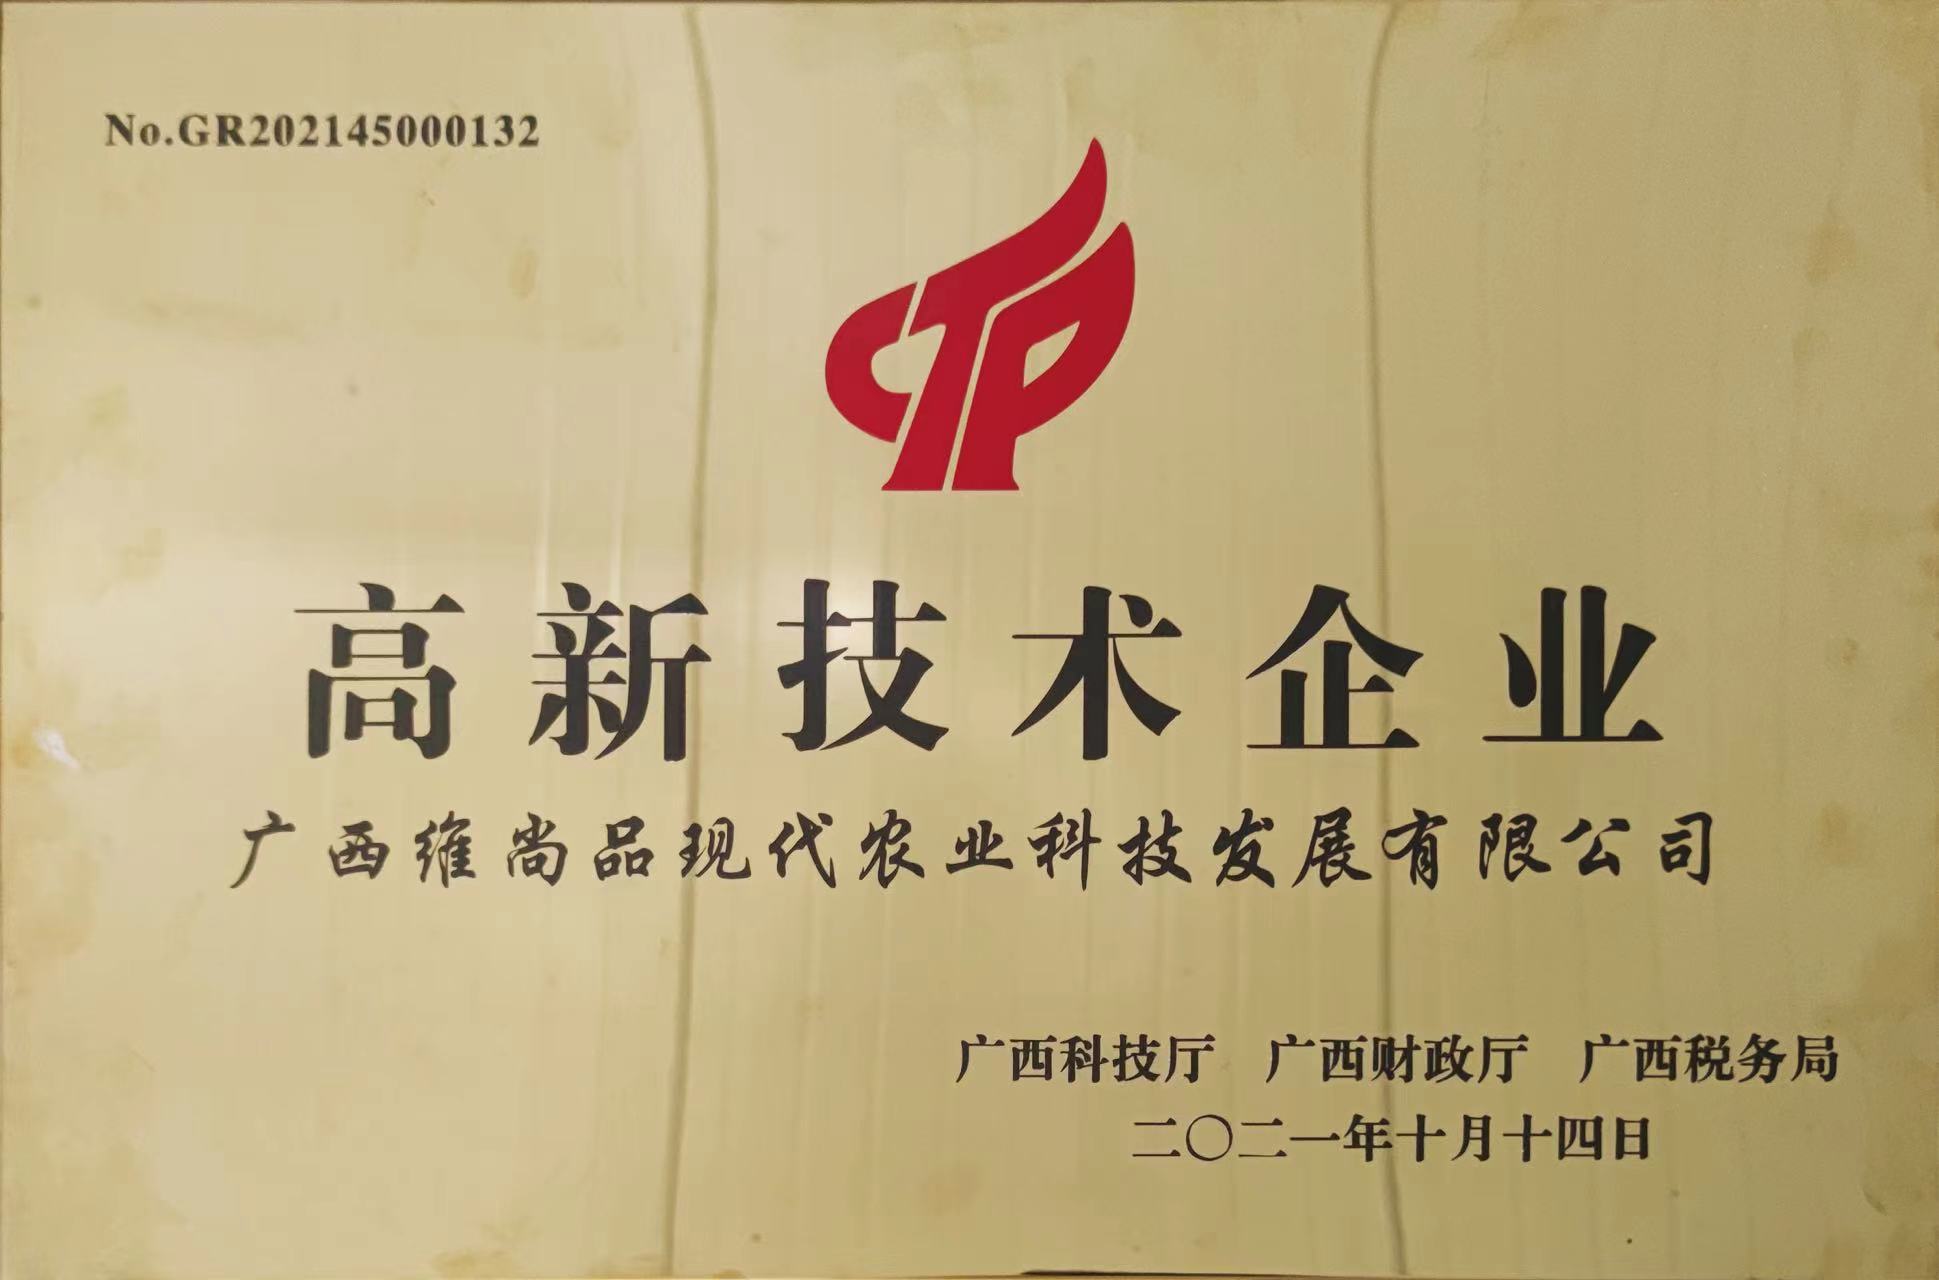 No.GR202145000132
高新技术企业
广西维尚品现代农业科技发展有限公司
广西科技厅 广西财政厅 广西税务局
二〇二一年十月十四日